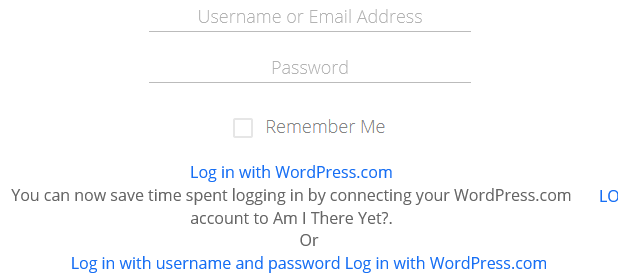 Username or Email Address
Password
Remember Me
Log in with WordPress.com
You can now save time spent logging in by connecting your WordPress.com
account to Am I There Yet?.
LO
Or
Log in with username and password Log in with WordPress.com